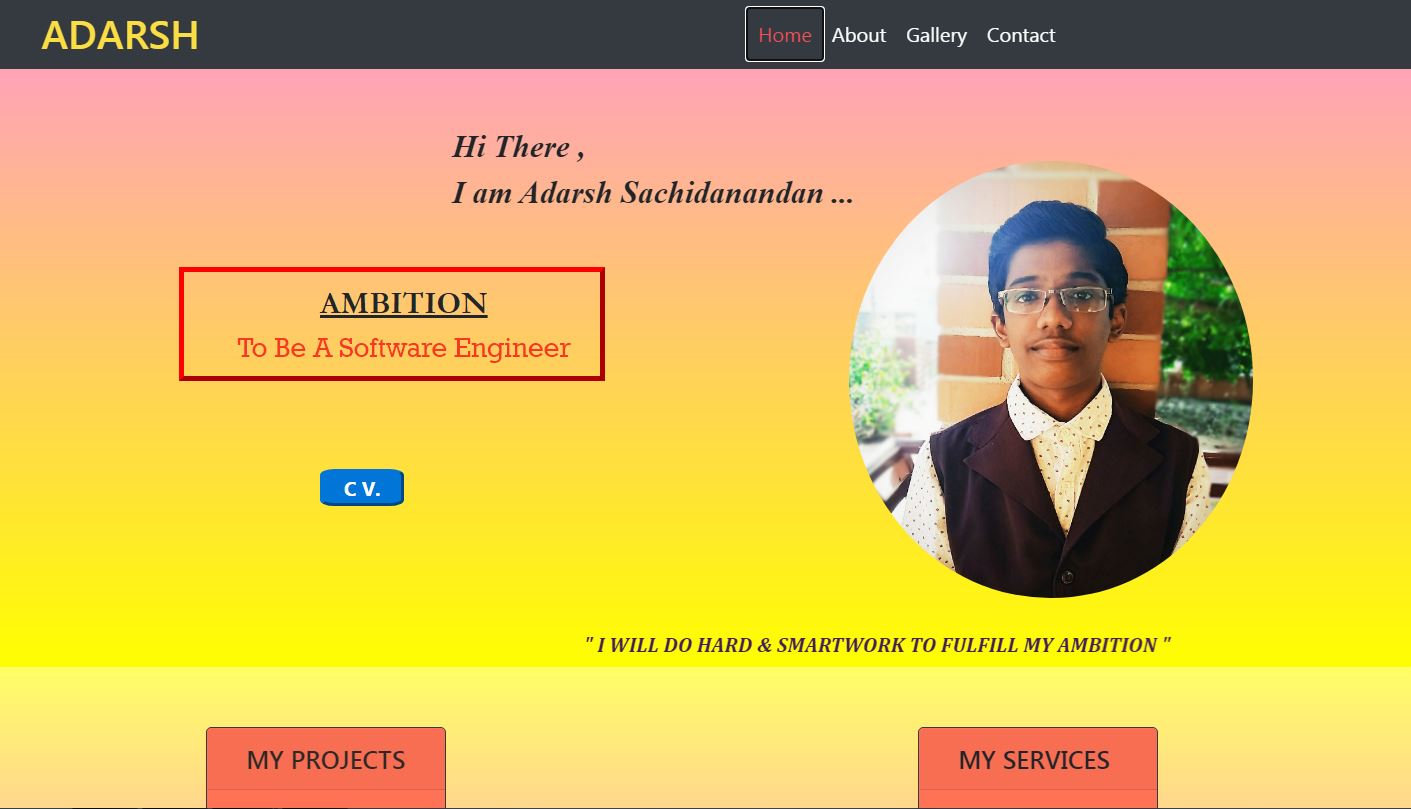 ADARSH
Home About Gallery Contact
Hi There ,
I am Adarsh Sachidanandan ...
AMBITION
To Be A Software Engineer
C V.
" I WILL DO HARD & SMARTWORK TO FULFILL MY AMBITION "
MY PROJECTS
MY SERVICES